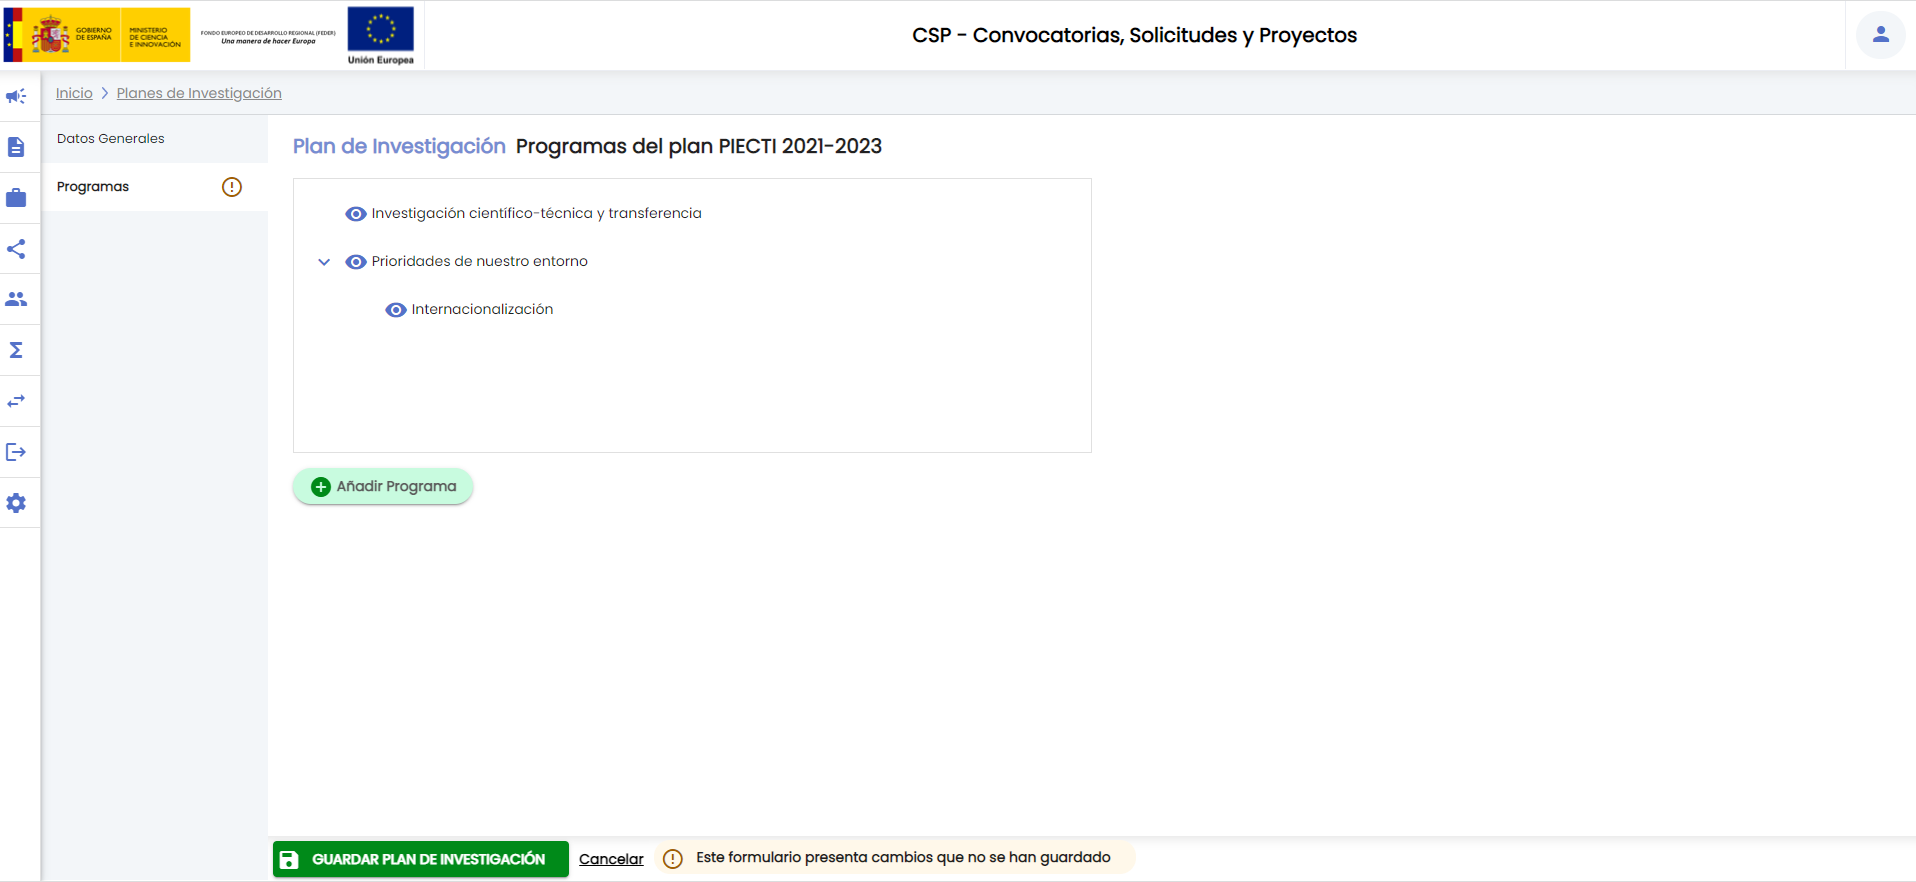 GOBIERNO
DE ESPAÑA
MINISTERIO
DE CIENCIA
E INNOVACIÓN
FONDO EUROPEO DE DESARROLLO REGIONAL (FEDER)
Una manera de hacer Europa
Unión Europea
CSP - Convocatorias, Solicitudes y Proyectos
Inicio > Planes de Investigación
Datos Generales
Programas
Plan de Investigación Programas del plan PIECTI 2021-2023
Investigación científico-técnica y transferencia
Prioridades de nuestro entorno
Internacionalización
Añadir Programa
GUARDAR PLAN DE INVESTIGACIÓN
Cancelar
Este formulario presenta cambios que no se han guardado